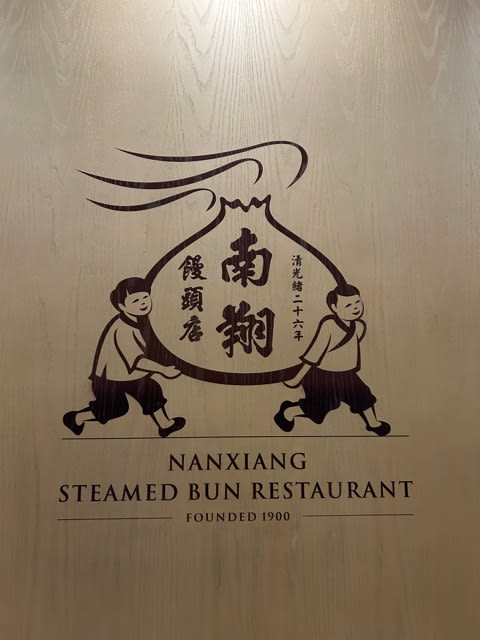 清光緒二十六年
南翔
饅頭店
NANXIANG
STEAMED BUN RESTAURANT
FOUNDED 1900